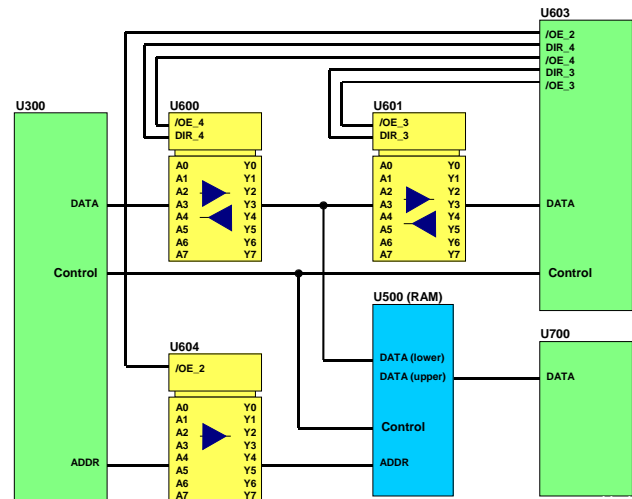 U603
/OE_2
DIR_4
/OE_4
DIR_3
/OE_3
DATA
Control
U300
DATA
Control
ADDR
U600
/OE_4
DIR_4
A0 Y0
A1 Y1
A2 Y2
A3 Y3
A4 Y4
A5 Y5
A6 Y6
A7 Y7
U601
/OE_3
DIR_3
A0 Y0
A1 Y1
A2 Y2
A3 Y3
A4 Y4
A5 Y5
A6 Y6
A7 Y7
U604
/OE_2
A0 Y0
A1 Y1
A2 Y2
A3 Y3
A4 Y4
A5 Y5
A6 Y6
A7 Y7
U500 (RAM)
DATA (lower)
DATA (upper)
Control
ADDR
U700
DATA